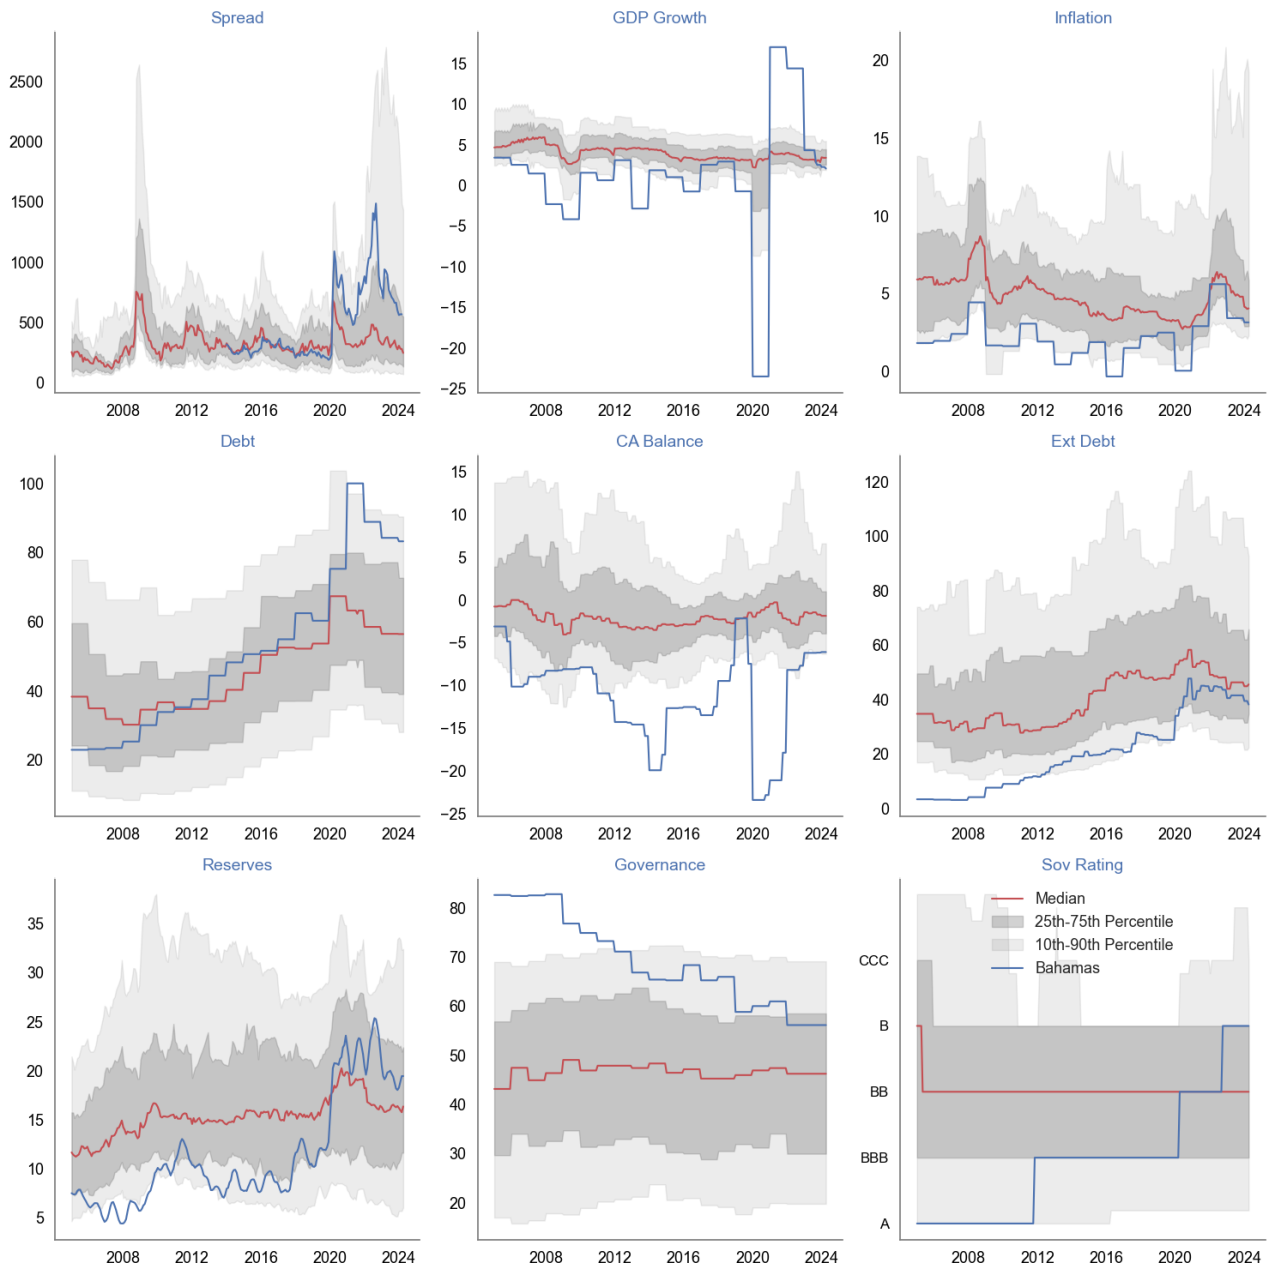 Spread
GDP Growth
Inflation
2500
2000
1500
1000
500
0
2008 2012 2016 2020 2024
15
10
5
0
−5
−10
−15
−20
−25
2008 2012 2016 2020 2024
20
15
10
5
0
2008 2012 2016 2020 2024
Debt
CA Balance
Ext Debt
100
80
60
40
20
2008 2012 2016 2020 2024
15
10
5
0
−5
−10
−15
−20
−25
2008 2012 2016 2020 2024
120
100
80
60
40
20
0
2008 2012 2016 2020 2024
Reserves
Governance
Sov Rating
35
30
25
20
15
10
5
2008 2012 2016 2020 2024
80
70
60
50
40
30
20
2008 2012 2016 2020 2024
Median
25th-75th Percentile
10th-90th Percentile
Bahamas
CCC
B
BB
BBB
A
2008 2012 2016 2020 2024